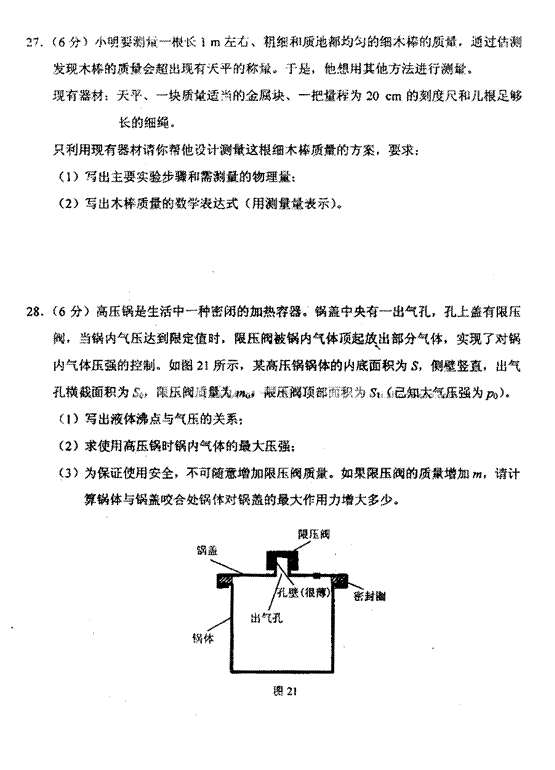 27.（6 分）小明要测量一根长 1 m 左右、粗细和质地都均匀的细木棒的质量，通过估测
发现木棒的质量会超出现有天平的称量。于是，他想用其他方法进行测量。
现有器材：天平、一块质量适当的金属块、一把量程为 20 cm 的刻度尺和几根足够
长的细绳。
只利用现有器材请你帮他设计测量这根细木棒质量的方案，要求：
（1）写出主要实验步骤和需测量的物理量；
（2）写出木棒质量的数学表达式（用测量量表示）。
28.（6 分）高压锅是生活中一种密闭的加热容器。锅盖中央有一出气孔，孔上盖有限压
阀，当锅内气压达到限定值时，限压阀被锅内气体顶起放出部分气体，实现了对锅
内气体压强的控制。如图 21 所示，某高压锅锅体的内底面积为 S，侧壁竖直，出气
孔横截面积为 S₀，限压阀质量为 m₀，限压阀顶部面积为 S₁（已知大气压强为 p₀）。
（1）写出液体沸点与气压的关系；
（2）求使用高压锅时锅内气体的最大压强；
（3）为保证使用安全，不可随意增加限压阀质量。如果限压阀的质量增加 m，请计
算锅体与锅盖咬合处锅体对锅盖的最大作用力增大多少。
限压阀
锅盖
孔壁(很薄)
密封圈
出气孔
锅体
图 21